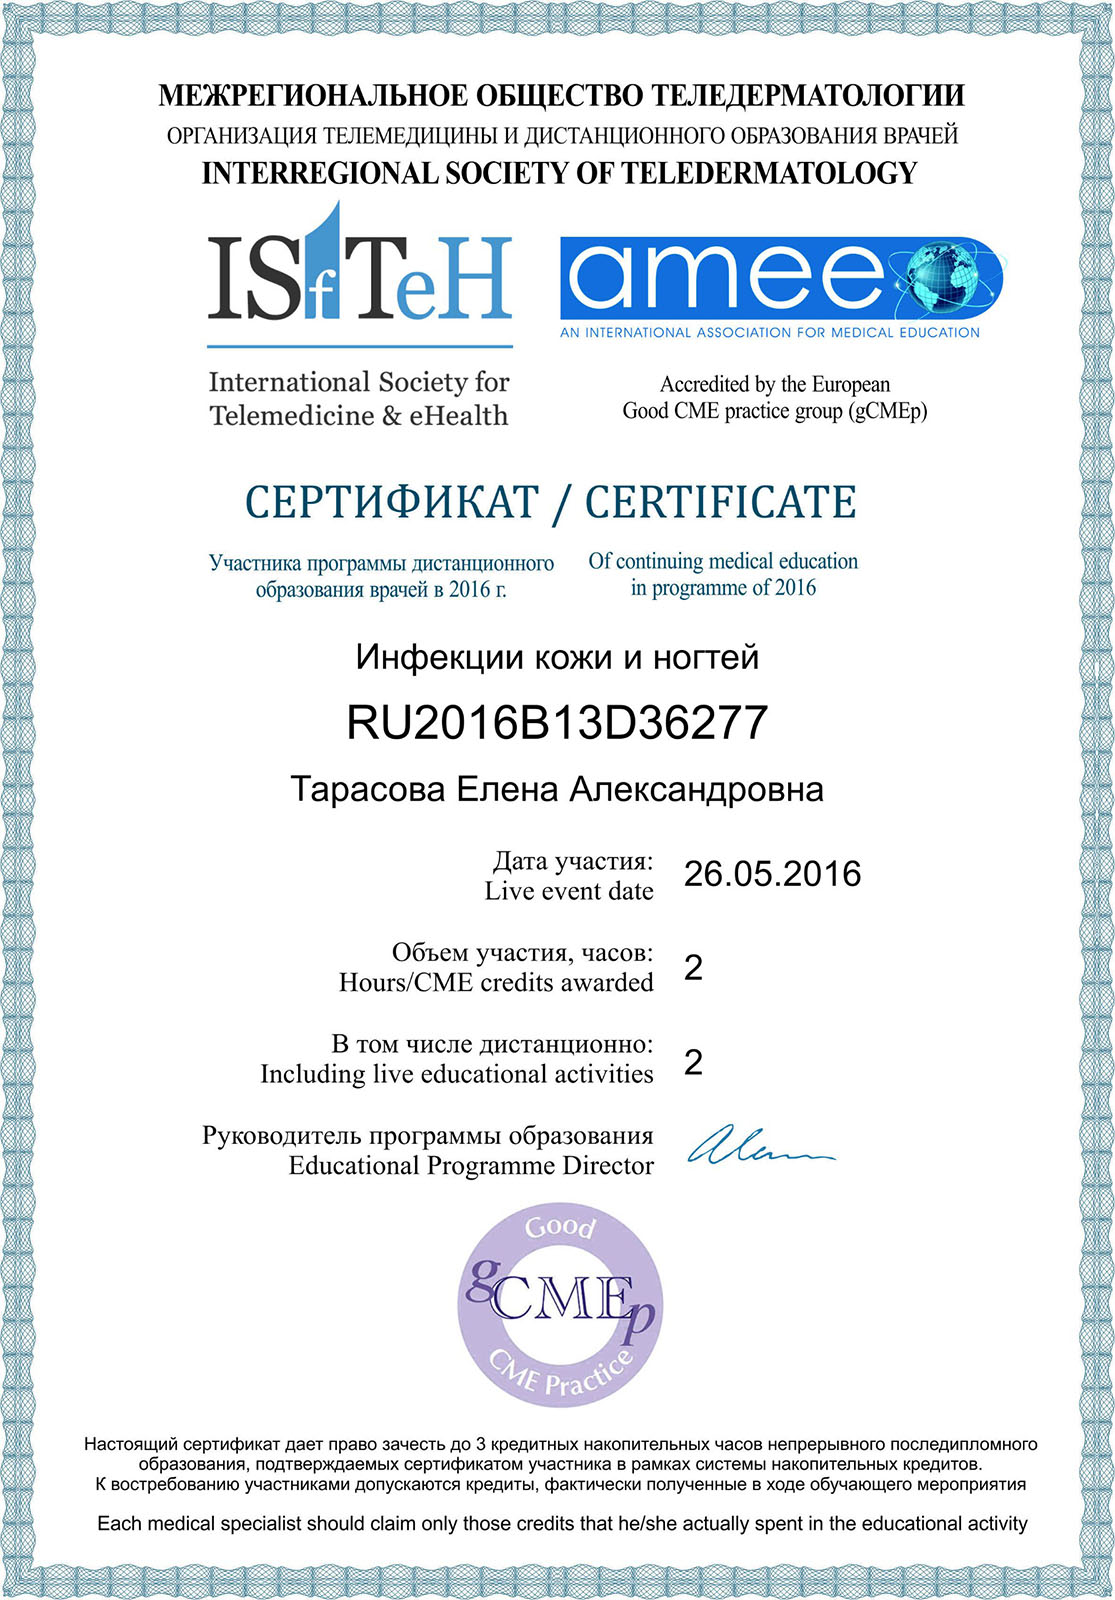 МЕЖРЕГИОНАЛЬНОЕ ОБЩЕСТВО ТЕЛЕДЕРМАТОЛОГИИ
ОРГАНИЗАЦИЯ ТЕЛЕМЕДИЦИНЫ И ДИСТАНЦИОННОГО ОБРАЗОВАНИЯ ВРАЧЕЙ
INTERREGIONAL SOCIETY OF TELEDERMATOLOGY
ISfTeH
International Society for
Telemedicine & eHealth
amee
AN INTERNATIONAL ASSOCIATION FOR MEDICAL EDUCATION
Accredited by the European
Good CME practice group (gCMEp)
СЕРТИФИКАТ / CERTIFICATE
Участника программы дистанционного
образования врачей в 2016 г.
Of continuing medical education
in programme of 2016
Инфекции кожи и ногтей
RU2016B13D36277
Тарасова Елена Александровна
Дата участия: 26.05.2016
Live event date
Объем участия, часов: 2
Hours/CME credits awarded
В том числе дистанционно: 2
Including live educational activities
Руководитель программы образования
Educational Programme Director
Good
gCMEp
CME Practice
Настоящий сертификат дает право зачесть до 3 кредитных накопительных часов непрерывного последипломного
образования, подтверждаемых сертификатом участника в рамках системы накопительных кредитов.
К востребованию участниками допускаются кредиты, фактически полученные в ходе обучающего мероприятия
Each medical specialist should claim only those credits that he/she actually spent in the educational activity